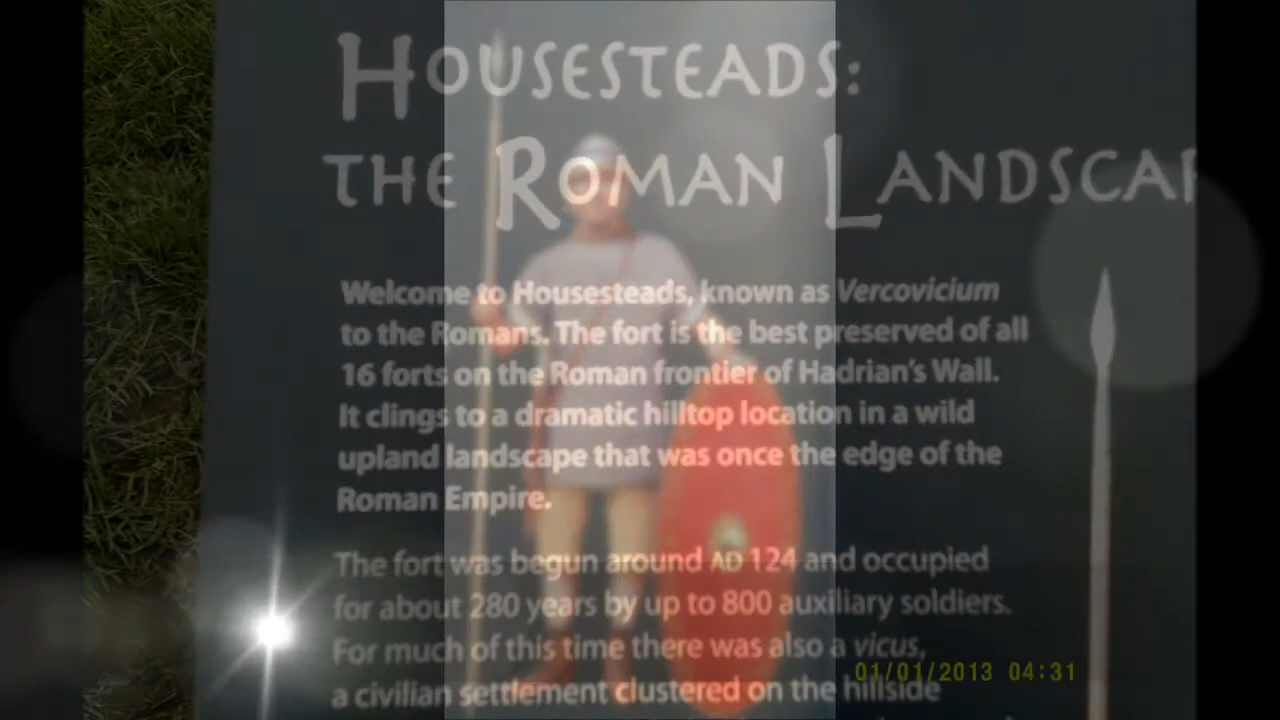 HOUSESTEADS:
THE ROMAN LANDSCAP
Welcome to Housesteads, known as Vercovicium
to the Romans. The fort is the best preserved of all
16 forts on the Roman frontier of Hadrian's Wall.
It clings to a dramatic hilltop location in a wild
upland landscape that was once the edge of the
Roman Empire.
The fort was begun around AD 124 and occupied
for about 280 years by up to 800 auxiliary soldiers.
For much of this time there was also a vicus,
a civilian settlement clustered on the hillside
01/01/2013 04:31